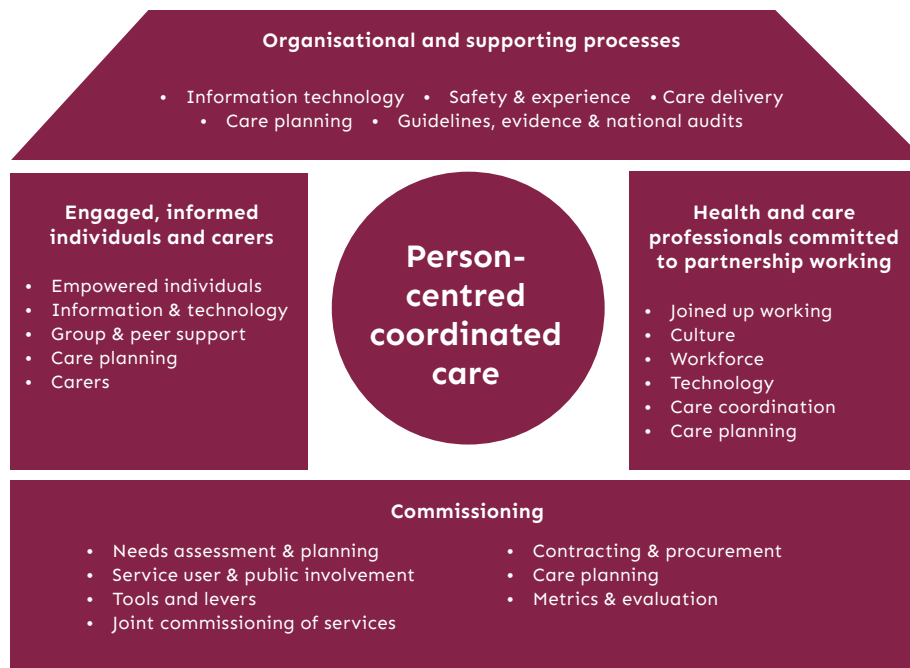 Organisational and supporting processes
• Information technology • Safety & experience • Care delivery
• Care planning • Guidelines, evidence & national audits
Engaged, informed
individuals and carers
• Empowered individuals
• Information & technology
• Group & peer support
• Care planning
• Carers
Person-
centred
coordinated
care
Health and care
professionals committed
to partnership working
• Joined up working
• Culture
• Workforce
• Technology
• Care coordination
• Care planning
Commissioning
• Needs assessment & planning
• Service user & public involvement
• Tools and levers
• Joint commissioning of services
• Contracting & procurement
• Care planning
• Metrics & evaluation